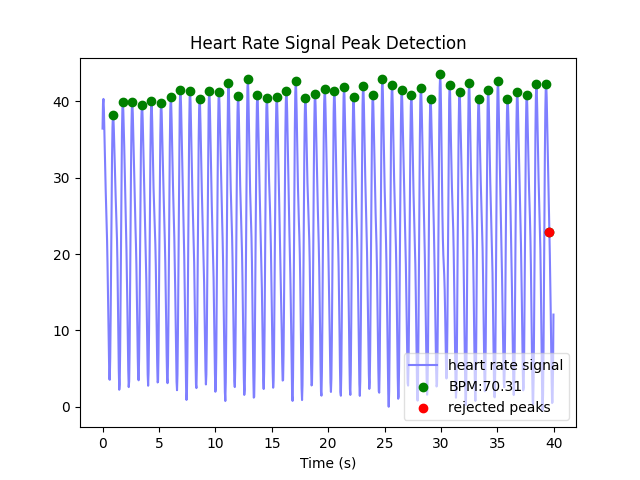 Heart Rate Signal Peak Detection
40
30
20
10
0
heart rate signal
BPM:70.31
rejected peaks
0 5 10 15 20 25 30 35 40
Time (s)